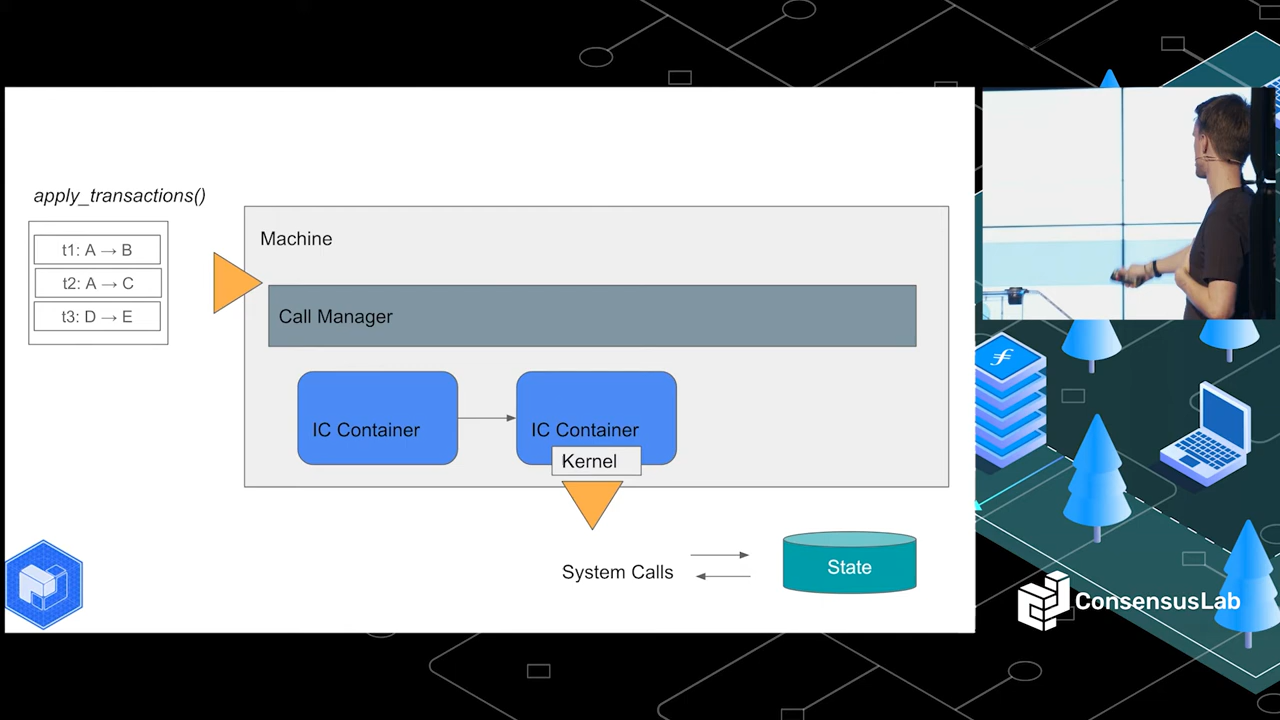 apply_transactions()
t1: A → B
t2: A → C
t3: D → E
Machine
Call Manager
IC Container
IC Container
Kernel
System Calls
State
ConsensusLab